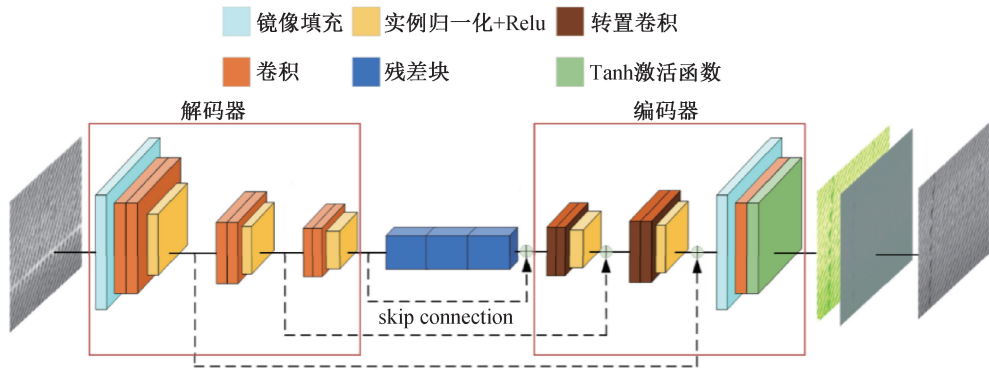 镜像填充 实例归一化+Relu 转置卷积
卷积 残差块 Tanh激活函数
解码器 编码器
skip connection